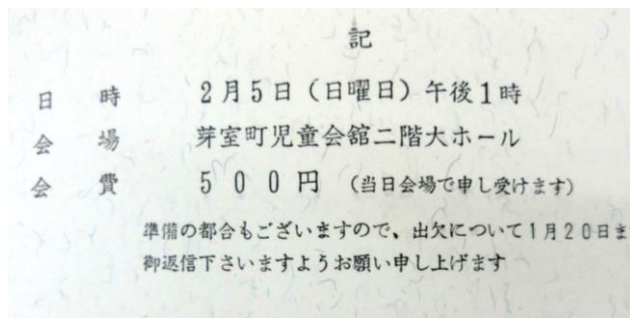 記
日時 2月5日（日曜日）午後1時
会場 芽室町児童会舘二階大ホール
会費 500円 （当日会場で申し受けます）
準備の都合もございますので、出欠について1月20日ま
御返信下さいますようお願い申し上げます